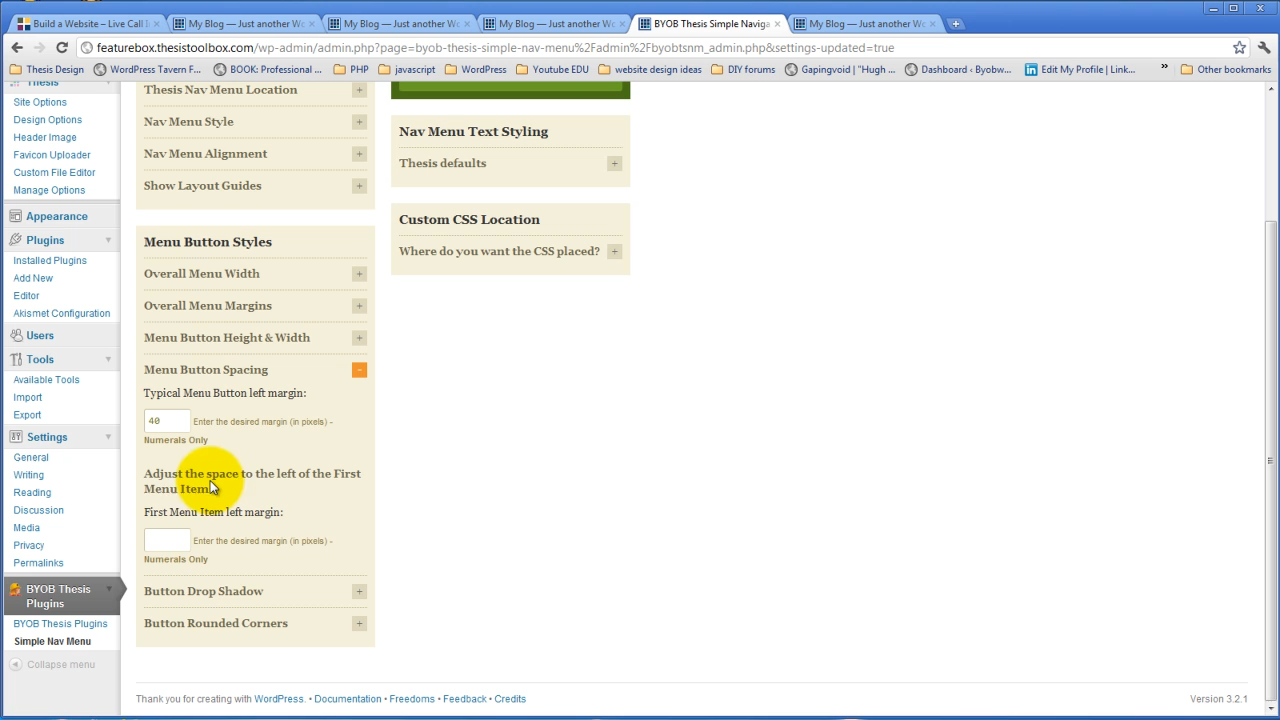 Build a Website – Live Call I
My Blog — Just another Wo
My Blog — Just another Wo
My Blog — Just another Wo
BYOB Thesis Simple Naviga
My Blog — Just another Wo
featurebox.thesistoolbox.com/wp-admin/admin.php?page=byob-thesis-simple-nav-menu%2Fadmin%2Fbyobtsnm_admin.php&settings-updated=true
Thesis Design
WordPress Tavern F...
BOOK: Professional ...
PHP
javascript
WordPress
Youtube EDU
website design ideas
DIY forums
Gapingvoid | "Hugh ...
Dashboard ‹ Byobw...
Edit My Profile | Link...
»
Other bookmarks
Thesis
Site Options
Design Options
Header Image
Favicon Uploader
Custom File Editor
Manage Options
Appearance
Plugins
Installed Plugins
Add New
Editor
Akismet Configuration
Users
Tools
Available Tools
Import
Export
Settings
General
Writing
Reading
Discussion
Media
Privacy
Permalinks
BYOB Thesis
Plugins
BYOB Thesis Plugins
Simple Nav Menu
Collapse menu
Thesis Nav Menu Location +
Nav Menu Style +
Nav Menu Alignment +
Show Layout Guides +
Menu Button Styles
Overall Menu Width +
Overall Menu Margins +
Menu Button Height & Width +
Menu Button Spacing -
Typical Menu Button left margin:
40 Enter the desired margin (in pixels) -
Numerals Only
Adjust the space to the left of the First
Menu Item
First Menu Item left margin:
Enter the desired margin (in pixels) -
Numerals Only
Button Drop Shadow +
Button Rounded Corners +
Nav Menu Text Styling
Thesis defaults +
Custom CSS Location
Where do you want the CSS placed? +
Thank you for creating with WordPress. • Documentation • Freedoms • Feedback • Credits
Version 3.2.1